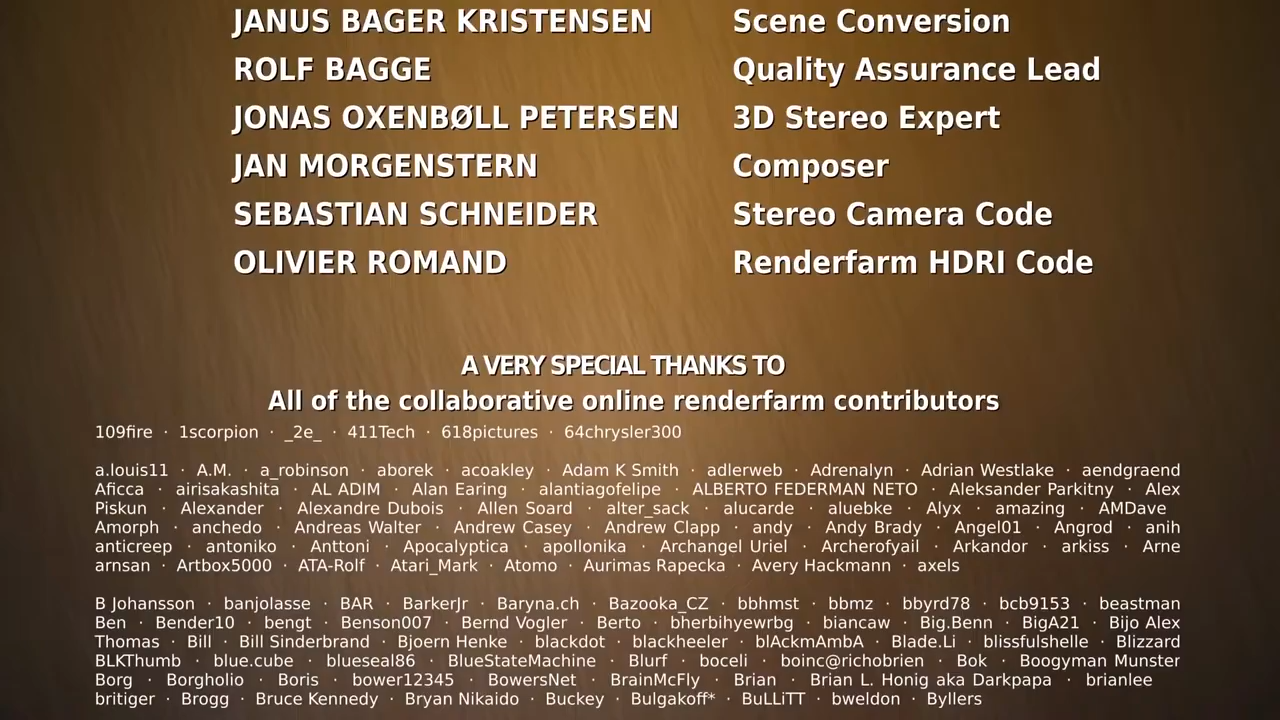 JANUS BAGER KRISTENSEN Scene Conversion
ROLF BAGGE Quality Assurance Lead
JONAS OXENBØLL PETERSEN 3D Stereo Expert
JAN MORGENSTERN Composer
SEBASTIAN SCHNEIDER Stereo Camera Code
OLIVIER ROMAND Renderfarm HDRI Code
A VERY SPECIAL THANKS TO
All of the collaborative online renderfarm contributors
109fire · 1scorpion · _2e_ · 411Tech · 618pictures · 64chrysler300
a.louis11 · A.M. · a_robinson · aborek · acoakley · Adam K Smith · adlerweb · Adrenalyn · Adrian Westlake · aendgraend
Aficca · airisakashita · AL ADIM · Alan Earing · alantiagofelipe · ALBERTO FEDERMAN NETO · Aleksander Parkitny · Alex
Piskun · Alexander · Alexandre Dubois · Allen Soard · alter_sack · alucarde · aluebke · Alyx · amazing · AMDave
Amorph · anchedo · Andreas Walter · Andrew Casey · Andrew Clapp · andy · Andy Brady · Angel01 · Angrod · anih
anticreep · antoniko · Anttoni · Apocalyptica · apollonika · Archangel Uriel · Archerofyail · Arkandor · arkiss · Arne
arnsan · Artbox5000 · ATA-Rolf · Atari_Mark · Atomo · Aurimas Rapecka · Avery Hackmann · axels
B Johansson · banjolasse · BAR · BarkerJr · Baryna.ch · Bazooka_CZ · bbhmst · bbmz · bbyrd78 · bcb9153 · beastman
Ben · Bender10 · bengt · Benson007 · Bernd Vogler · Berto · bherbihyewrbg · biancaw · Big.Benn · BigA21 · Bijo Alex
Thomas · Bill · Bill Sinderbrand · Bjoern Henke · blackdot · blackheeler · blAckmAmbA · Blade.Li · blissfulshelle · Blizzard
BLKThumb · blue.cube · blueseal86 · BlueStateMachine · Blurf · boceli · boinc@richobrien · Bok · Boogyman Munster
Borg · Borgholio · Boris · bower12345 · BowersNet · BrainMcFly · Brian · Brian L. Honig aka Darkpapa · brianlee
britiger · Brogg · Bruce Kennedy · Bryan Nikaido · Buckey · Bulgakoff* · BuLLiTT · bweldon · Byllers